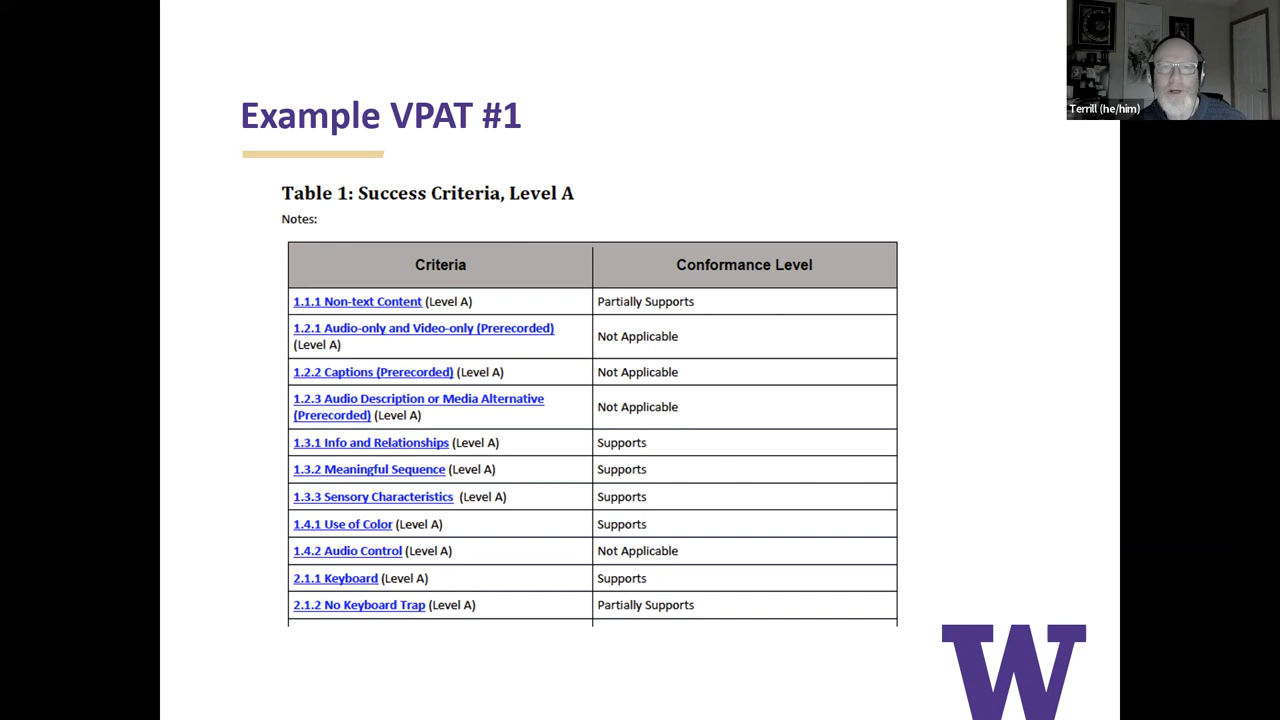 Terrill (he/him)
Example VPAT #1
Table 1: Success Criteria, Level A
Notes:
Criteria
Conformance Level
1.1.1 Non-text Content (Level A)
Partially Supports
1.2.1 Audio-only and Video-only (Prerecorded)
(Level A)
Not Applicable
1.2.2 Captions (Prerecorded) (Level A)
Not Applicable
1.2.3 Audio Description or Media Alternative
(Prerecorded) (Level A)
Not Applicable
1.3.1 Info and Relationships (Level A)
Supports
1.3.2 Meaningful Sequence (Level A)
Supports
1.3.3 Sensory Characteristics (Level A)
Supports
1.4.1 Use of Color (Level A)
Supports
1.4.2 Audio Control (Level A)
Not Applicable
2.1.1 Keyboard (Level A)
Supports
2.1.2 No Keyboard Trap (Level A)
Partially Supports
W